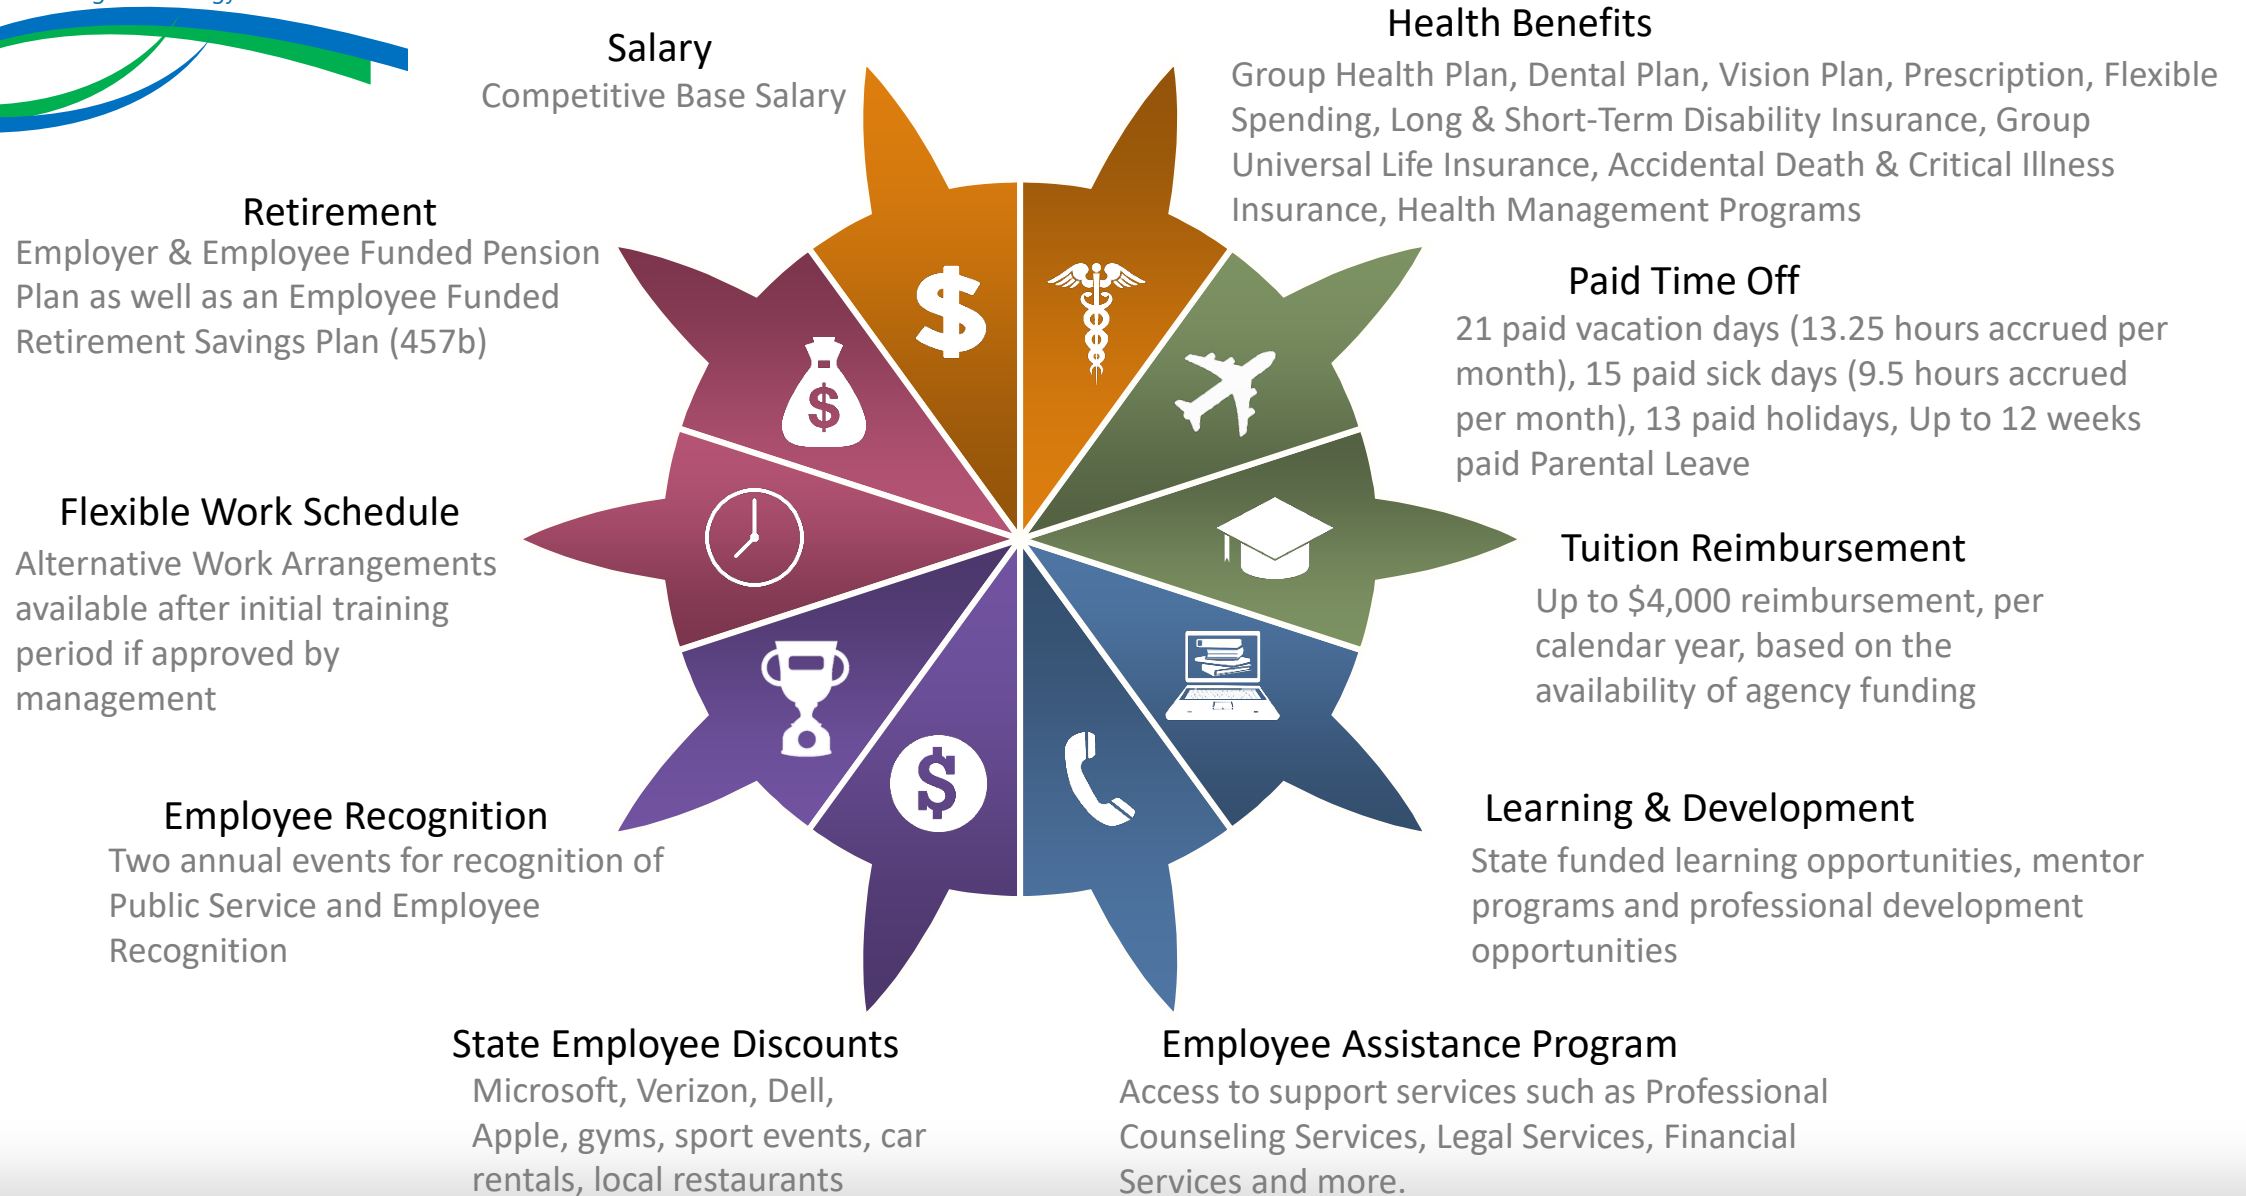 Salary
Competitive Base Salary
Health Benefits
Group Health Plan, Dental Plan, Vision Plan, Prescription, Flexible
Spending, Long & Short-Term Disability Insurance, Group
Universal Life Insurance, Accidental Death & Critical Illness
Insurance, Health Management Programs
Retirement
Employer & Employee Funded Pension
Plan as well as an Employee Funded
Retirement Savings Plan (457b)
Paid Time Off
21 paid vacation days (13.25 hours accrued per
month), 15 paid sick days (9.5 hours accrued
per month), 13 paid holidays, Up to 12 weeks
paid Parental Leave
Flexible Work Schedule
Alternative Work Arrangements
available after initial training
period if approved by
management
Tuition Reimbursement
Up to $4,000 reimbursement, per
calendar year, based on the
availability of agency funding
Employee Recognition
Two annual events for recognition of
Public Service and Employee
Recognition
Learning & Development
State funded learning opportunities, mentor
programs and professional development
opportunities
State Employee Discounts
Microsoft, Verizon, Dell,
Apple, gyms, sport events, car
rentals, local restaurants
Employee Assistance Program
Access to support services such as Professional
Counseling Services, Legal Services, Financial
Services and more.
$
$
$